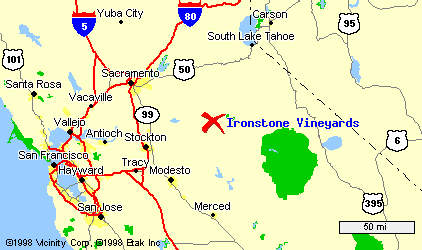 Yuba City
5
80
Carson
95
South Lake Tahoe
101
50
Sacramento
Santa Rosa
Vacaville
99
Ironstone Vineyards
Vallejo
Antioch
Stockton
6
San Francisco
Hayward
Tracy
Modesto
San Jose
Merced
395
50 mi
©1998 Vicinity Corp, ©1998 Etak Inc